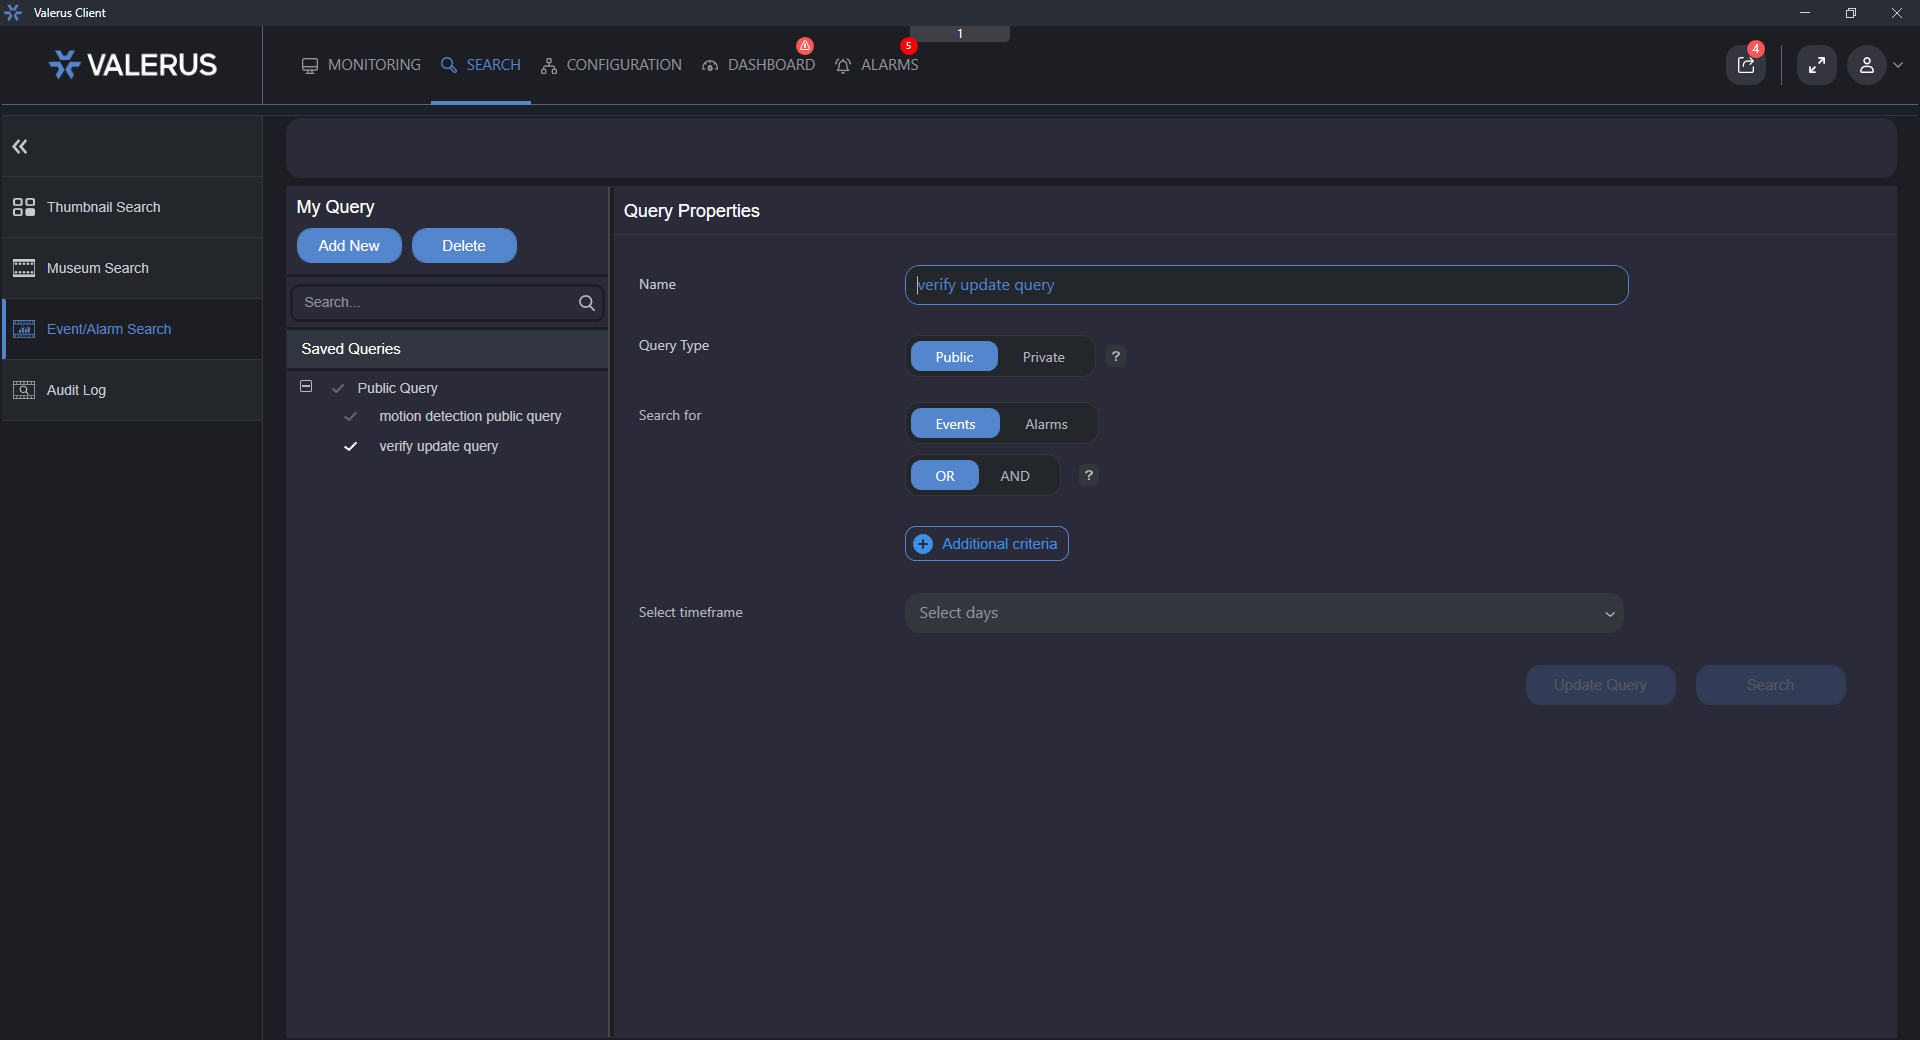 Valerus Client
1
VALERUS
MONITORING
SEARCH
CONFIGURATION
DASHBOARD
5
ALARMS
4
Thumbnail Search
Museum Search
Event/Alarm Search
Audit Log
My Query
Add New
Delete
Search...
Saved Queries
Public Query
motion detection public query
verify update query
Query Properties
Name
verify update query
Query Type
Public
Private
?
Search for
Events
Alarms
OR
AND
?
Additional criteria
Select timeframe
Select days
Update Query
Search